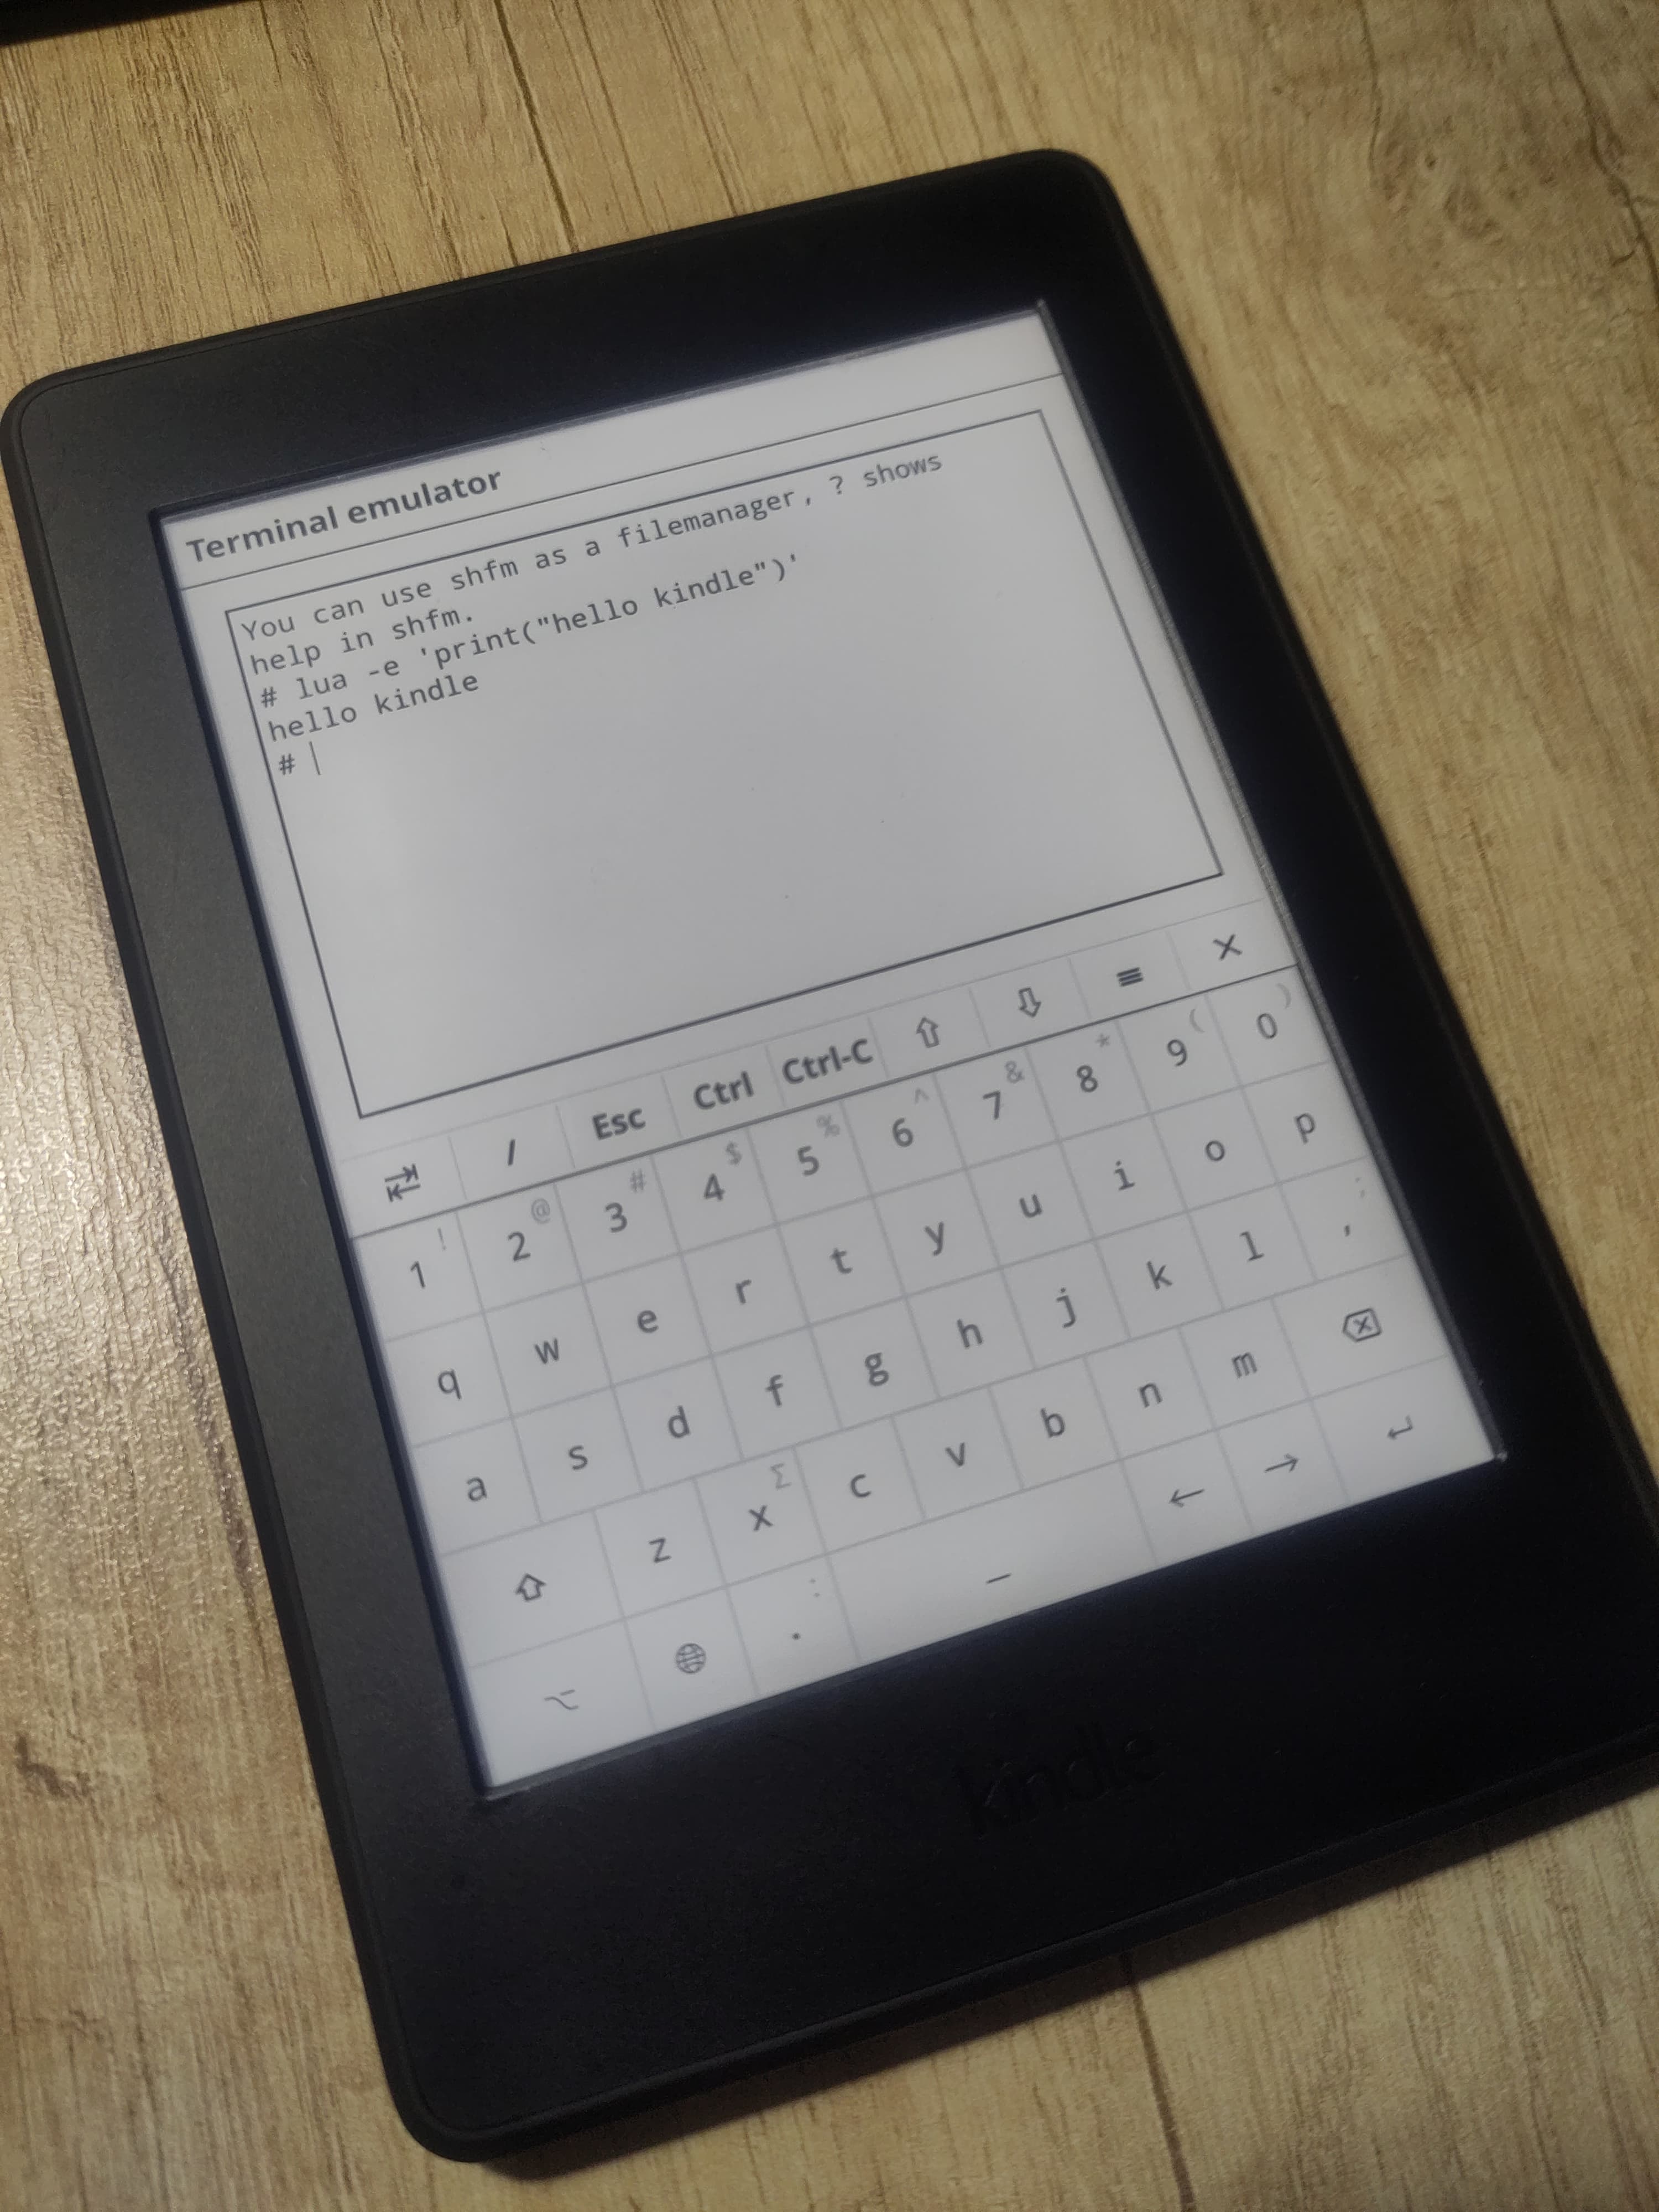 Terminal emulator
You can use shfm as a filemanager, ? shows
help in shfm.
# lua -e 'print("hello kindle")'
hello kindle
#
/ Esc Ctrl Ctrl-C ⇧ ⇩ ≡ ✕
1 ! 2 @ 3 # 4 $ 5 % 6 ^ 7 & 8 * 9 ( 0 )
q w e r t y u i o p
a s d f g h j k l , ;
z x Σ c v b n m
. : _ ← →
kindle